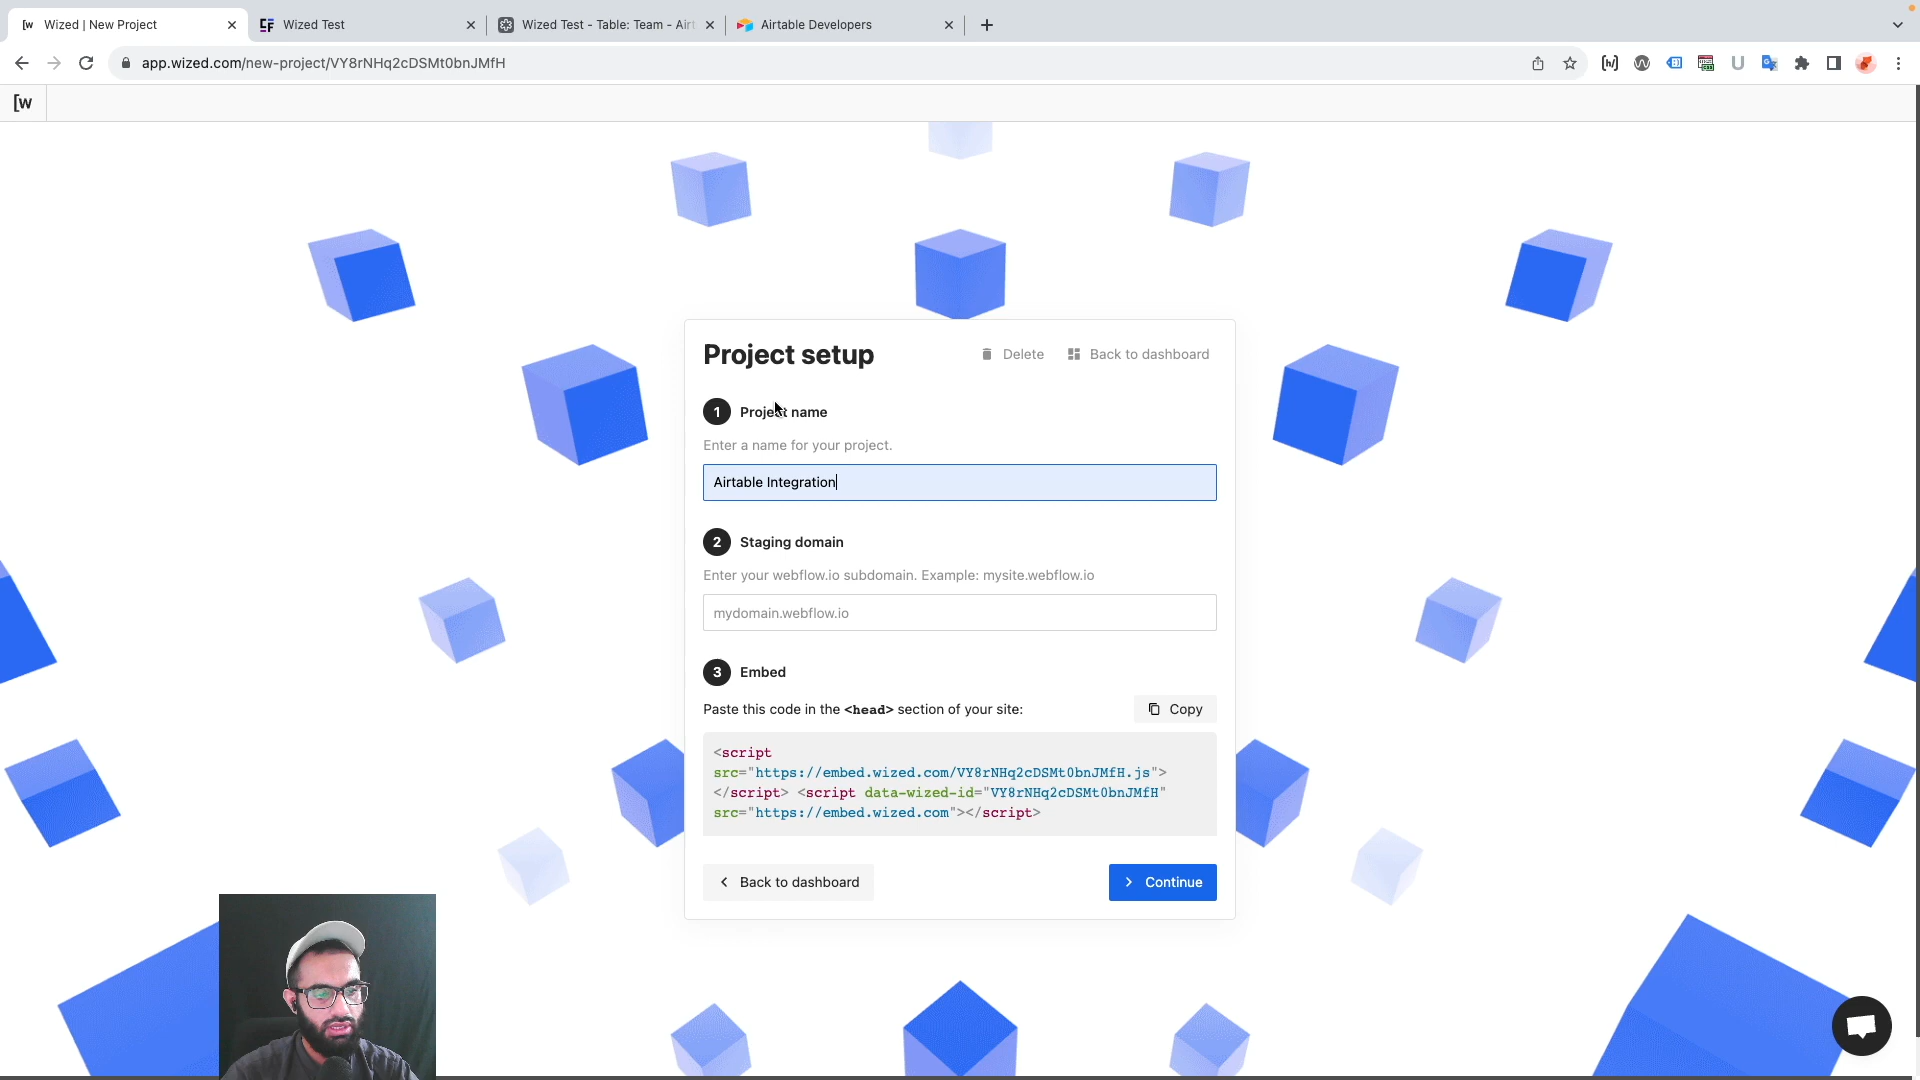 [w Wized | New Project
Wized Test
Wized Test - Table: Team - Airt
Airtable Developers
app.wized.com/new-project/VY8rNHq2cDSMt0bnJMfH
[w
Project setup
Delete
Back to dashboard
1 Project name
Enter a name for your project.
Airtable Integration
2 Staging domain
Enter your webflow.io subdomain. Example: mysite.webflow.io
mydomain.webflow.io
3 Embed
Paste this code in the <head> section of your site:
Copy
<script
src="https://embed.wized.com/VY8rNHq2cDSMt0bnJMfH.js">
</script> <script data-wized-id="VY8rNHq2cDSMt0bnJMfH"
src="https://embed.wized.com"></script>
Back to dashboard
Continue